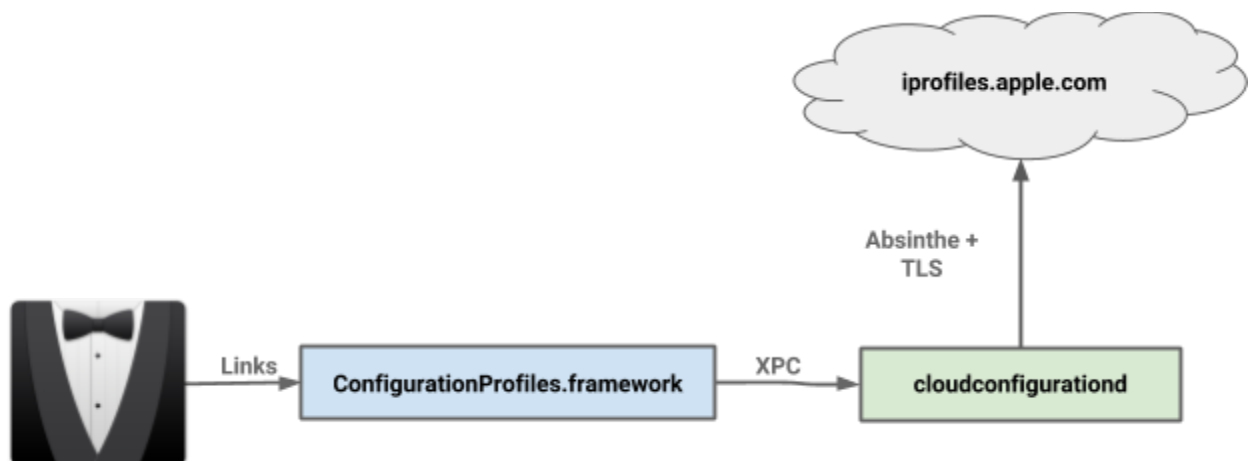 iprofiles.apple.com
Absinthe +
TLS
Links
ConfigurationProfiles.framework
XPC
cloudconfigurationd